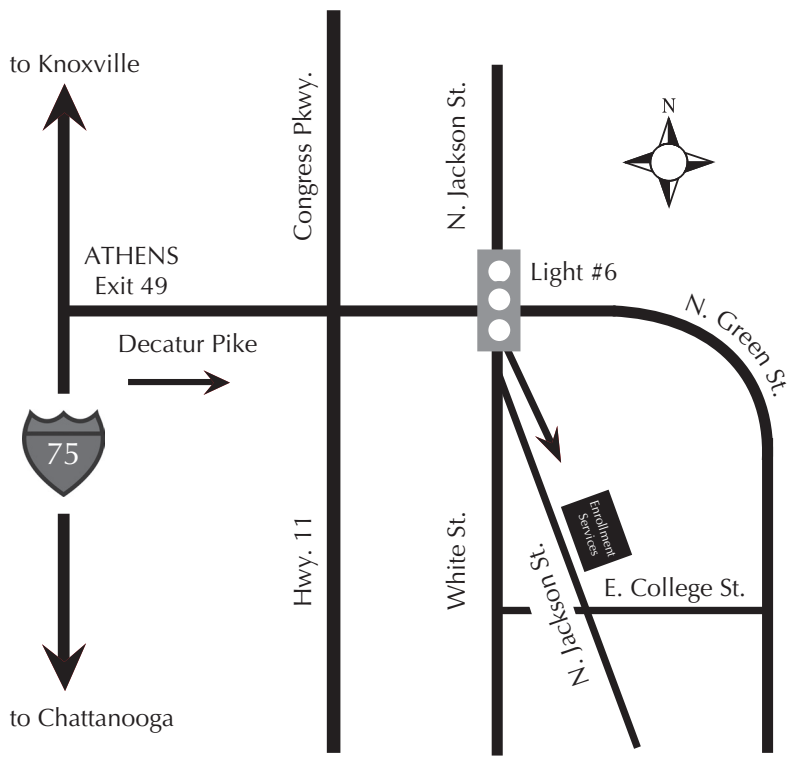 to Knoxville
Congress Pkwy.
N. Jackson St.
N
ATHENS
Exit 49
Light #6
N. Green St.
Decatur Pike
75
Hwy. 11
White St.
N. Jackson St.
Enrollment
Services
E. College St.
to Chattanooga